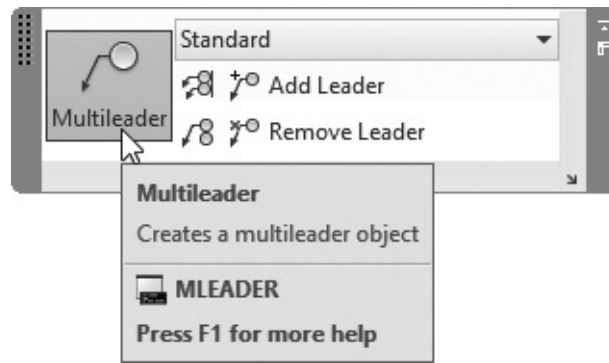 Standard
Multileader
Add Leader
Remove Leader
Multileader
Creates a multileader object
MLEADER
Press F1 for more help